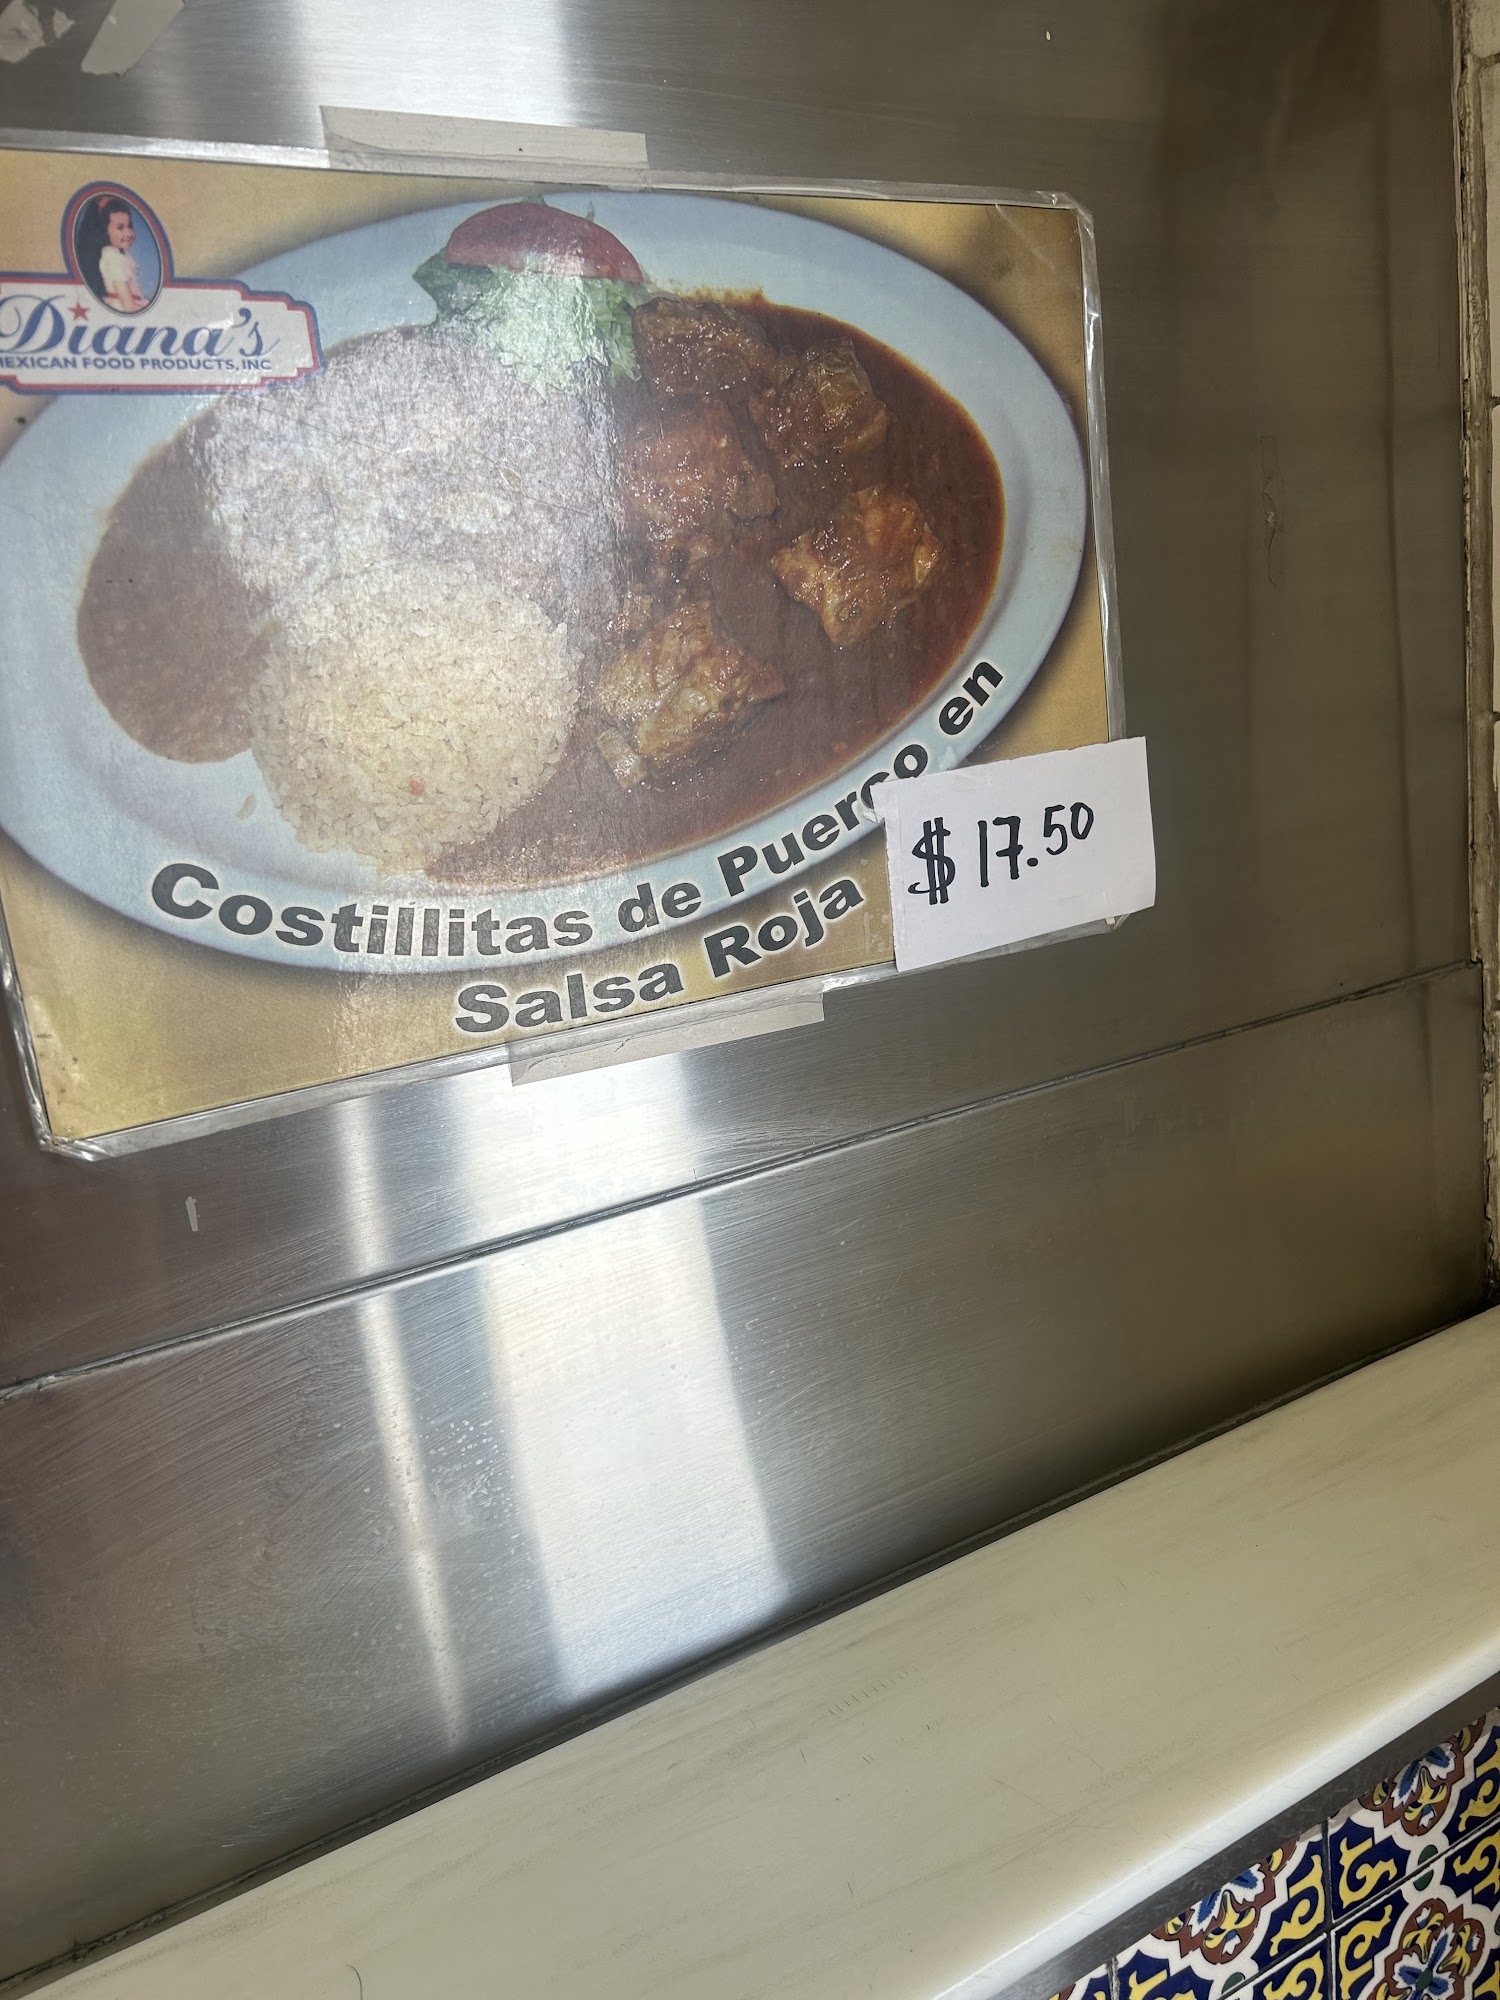 Diana's
MEXICAN FOOD PRODUCTS, INC
Costillitas de Puerco en
Salsa Roja
$ 17.50